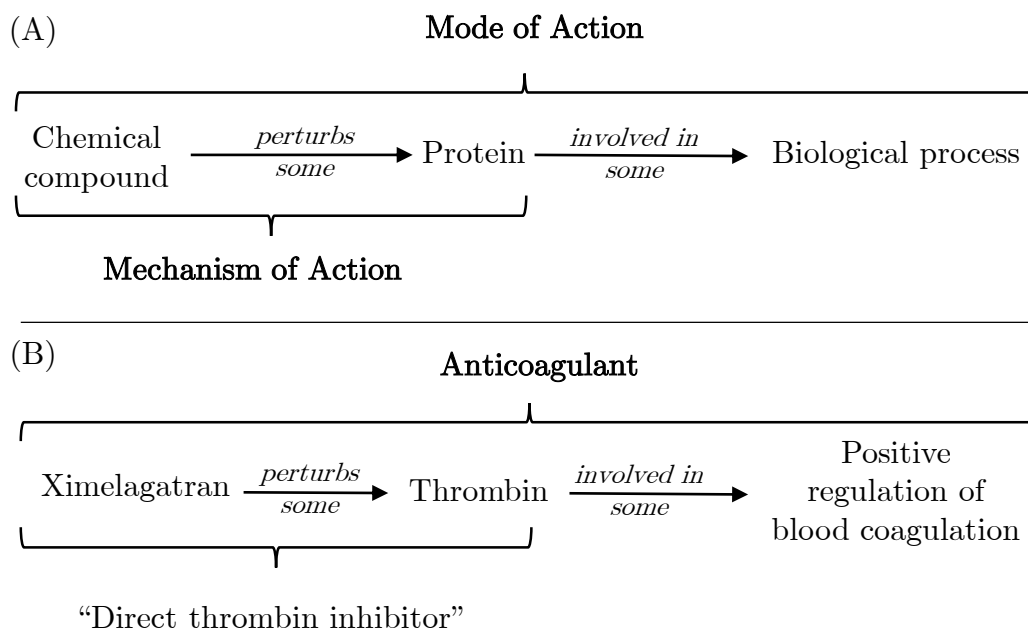 (A)
Mode of Action
Chemical
compound
perturbs
some
Protein
involved in
some
Biological process
Mechanism of Action
(B)
Anticoagulant
Ximelagatran
perturbs
some
Thrombin
involved in
some
Positive
regulation of
blood coagulation
“Direct thrombin inhibitor”